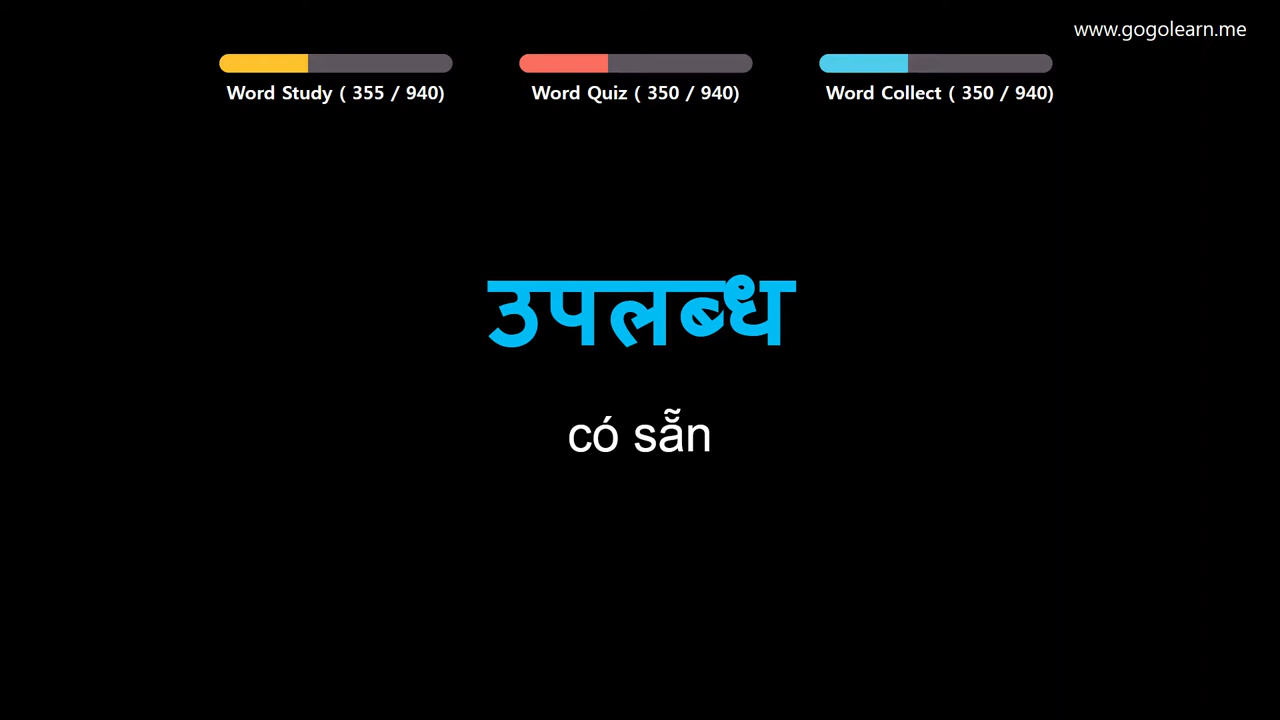 www.gogolearn.me
Word Study ( 355 / 940)
Word Quiz ( 350 / 940)
Word Collect ( 350 / 940)
उपलब्ध
có sẵn